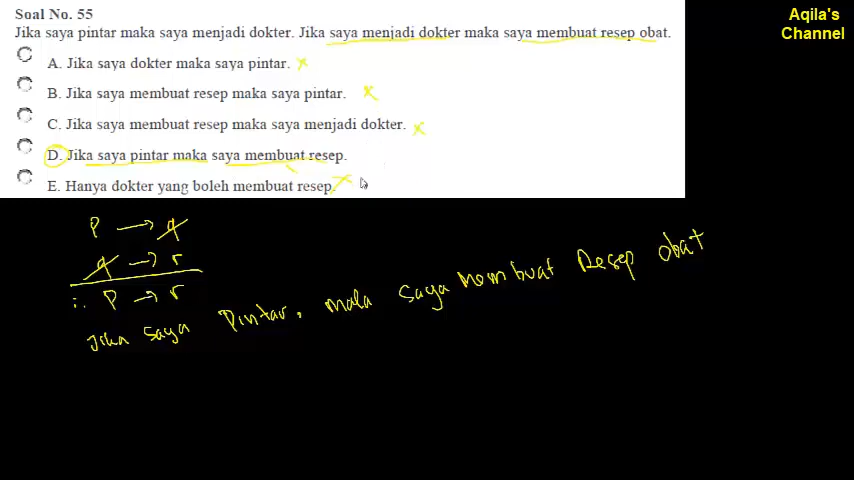 Soal No. 55
Aqila's
Channel
Jika saya pintar maka saya menjadi dokter. Jika saya menjadi dokter maka saya membuat resep obat.
A. Jika saya dokter maka saya pintar. x
B. Jika saya membuat resep maka saya pintar. x
C. Jika saya membuat resep maka saya menjadi dokter. x
D. Jika saya pintar maka saya membuat resep.
E. Hanya dokter yang boleh membuat resep. x
P → q
q → r
∴ P → r
Jika saya pintar, maka saya membuat Resep obat